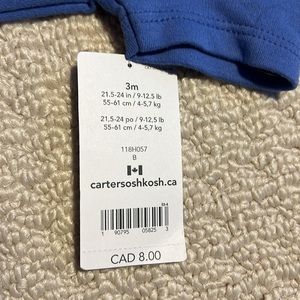 3m
21.5-24 in / 9-12.5 lb
55-61 cm / 4-5.7 kg
21,5-24 po / 9-12,5 lb
55-61 cm / 4-5,7 kg
118H057
B
cartersoshkosh.ca
1 90795 05825 3
CAD 8.00